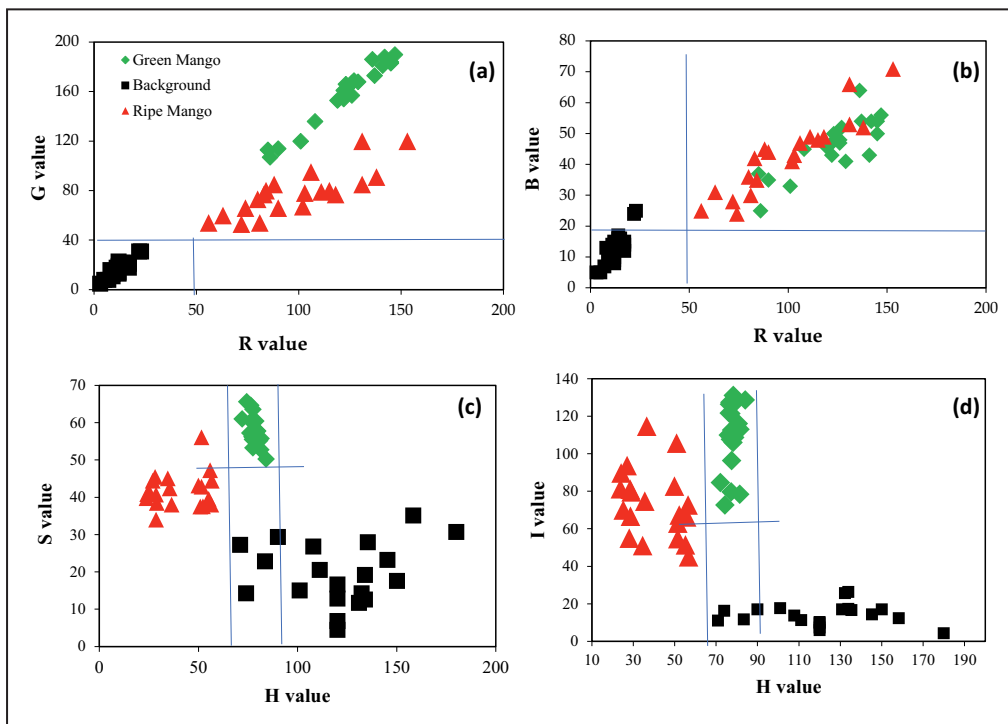 200
160
120
80
40
0
G value
Green Mango
Background
Ripe Mango
(a)
0 50 100 150 200
R value
80
70
60
50
40
30
20
10
0
B value
(b)
0 50 100 150 200
R value
70
60
50
40
30
20
10
0
S value
(c)
0 50 100 150 200
H value
140
120
100
80
60
40
20
0
I value
(d)
10 30 50 70 90 110 130 150 170 190
H value